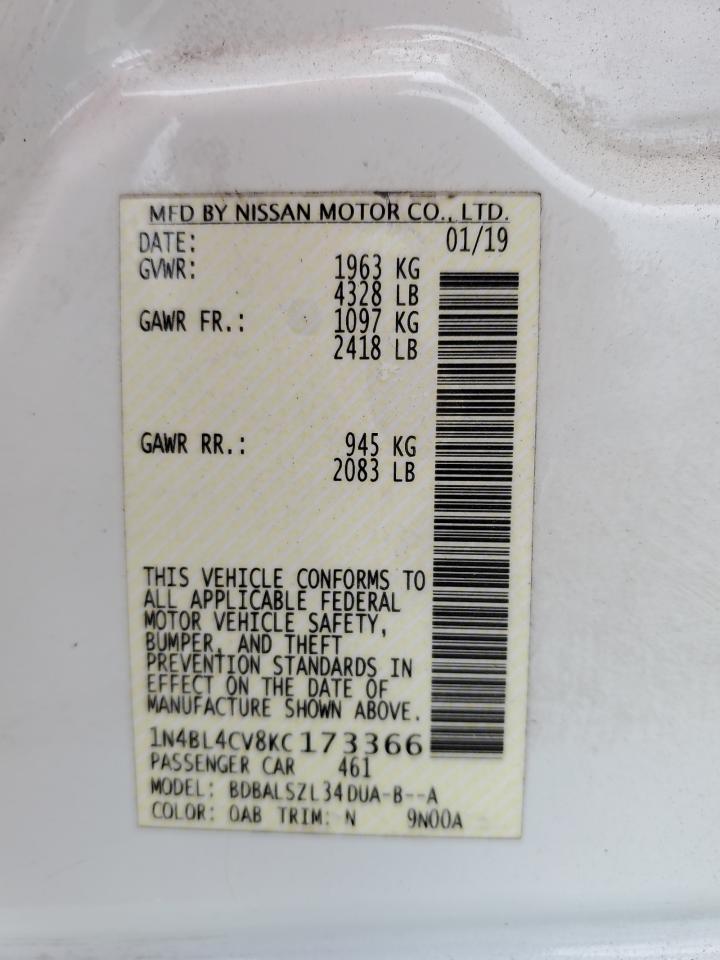 MFD BY NISSAN MOTOR CO., LTD.
DATE: 01/19
GVWR: 1963 KG
4328 LB
GAWR FR.: 1097 KG
2418 LB
GAWR RR.: 945 KG
2083 LB
THIS VEHICLE CONFORMS TO
ALL APPLICABLE FEDERAL
MOTOR VEHICLE SAFETY,
BUMPER, AND THEFT
PREVENTION STANDARDS IN
EFFECT ON THE DATE OF
MANUFACTURE SHOWN ABOVE.
1N4BL4CV8KC173366
PASSENGER CAR 461
MODEL: BDBALSZL34DUA-B--A
COLOR: QAB TRIM: N 9N00A